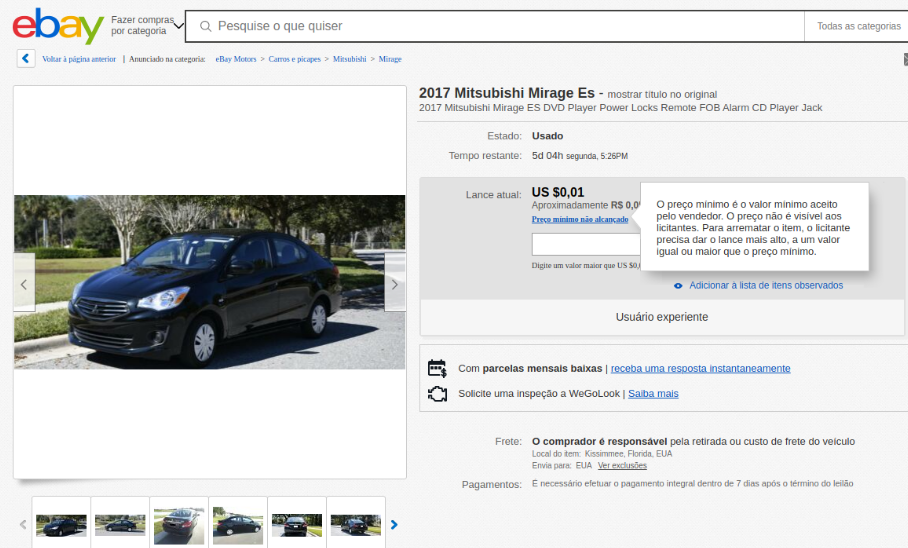 ebay
Fazer compras
por categoria
Pesquise o que quiser
Todas as categorias
Voltar à página anterior | Anunciado na categoria: eBay Motors > Carros e picapes > Mitsubishi > Mirage
2017 Mitsubishi Mirage Es - mostrar título no original
2017 Mitsubishi Mirage ES DVD Player Power Locks Remote FOB Alarm CD Player Jack
Estado: Usado
Tempo restante: 5d 04h segunda, 5:26PM
Lance atual: US $0,01
Aproximadamente R$ 0,0
Preço mínimo não alcançado
Digite um valor maior que US $0,
O preço mínimo é o valor mínimo aceito
pelo vendedor. O preço não é visível aos
licitantes. Para arrematar o item, o licitante
precisa dar o lance mais alto, a um valor
igual ou maior que o preço mínimo.
Adicionar à lista de itens observados
Usuário experiente
Com parcelas mensais baixas | receba uma resposta instantaneamente
Solicite uma inspeção a WeGoLook | Saiba mais
Frete: O comprador é responsável pela retirada ou custo de frete do veículo
Local do item: Kissimmee, Florida, EUA
Envia para: EUA Ver exclusões
Pagamentos: É necessário efetuar o pagamento integral dentro de 7 dias após o término do leilão